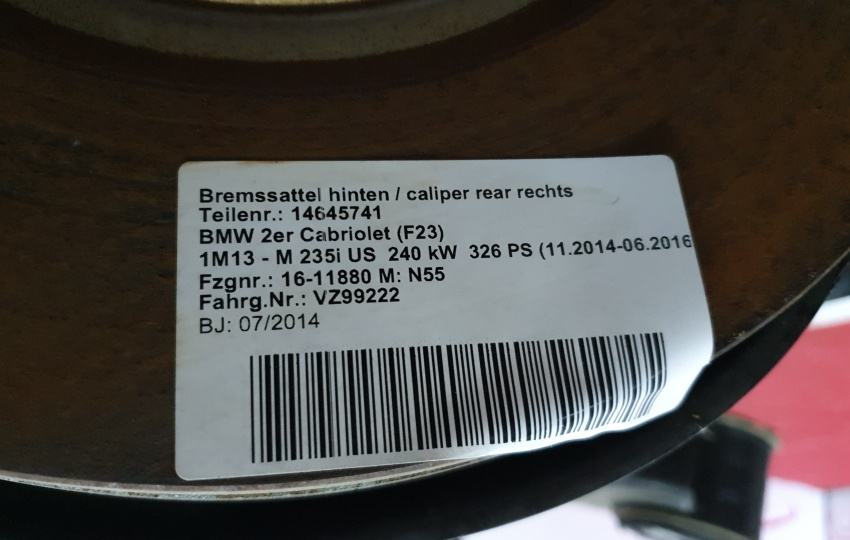 Bremssattel hinten / caliper rear rechts
Teilenr.: 14645741
BMW 2er Cabriolet (F23)
1M13 - M 235i US 240 kW 326 PS (11.2014-06.2016
Fzgnr.: 16-11880 M: N55
Fahrg.Nr.: VZ99222
BJ: 07/2014